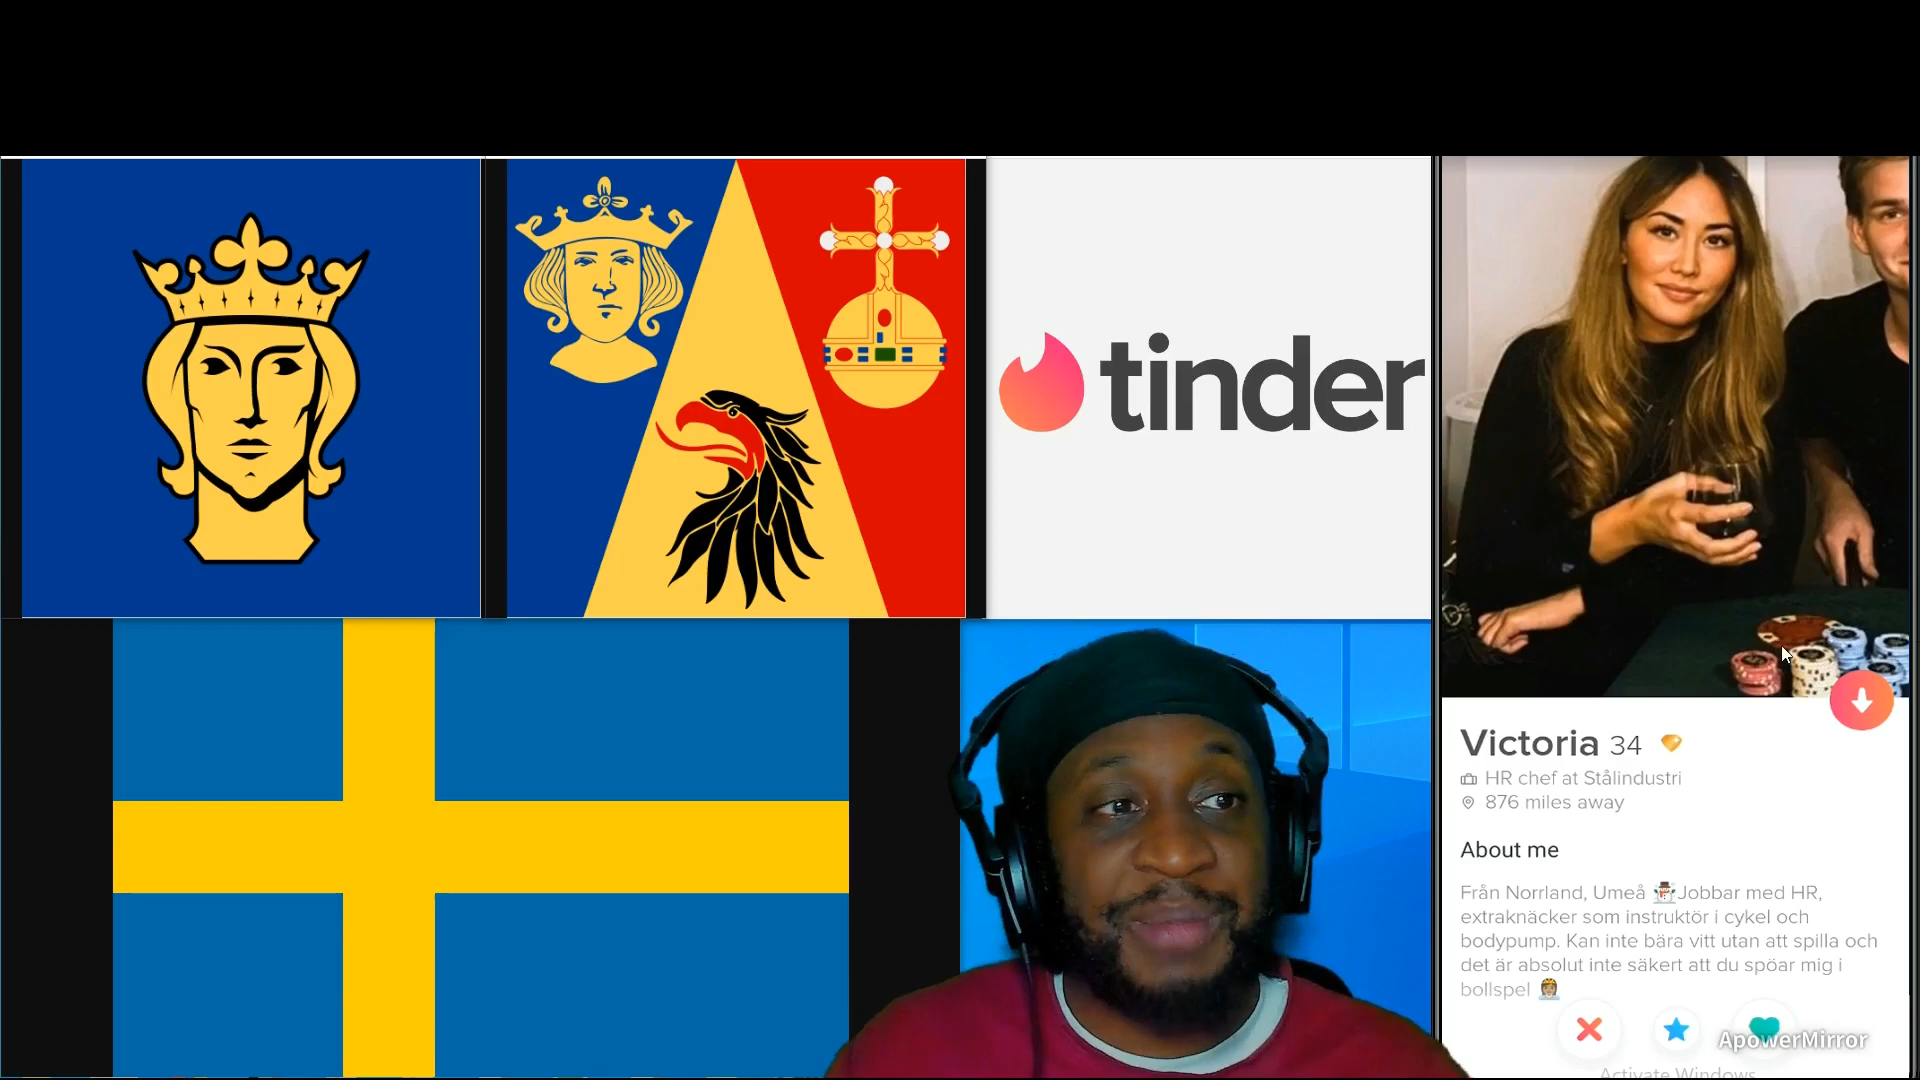 tinder
Victoria 34
HR chef at Stålindustri
876 miles away
About me
Från Norrland, Umeå Jobbar med HR,
extraknäcker som instruktör i cykel och
bodypump. Kan inte bära vitt utan att spilla och
det är absolut inte säkert att du spöar mig i
bollspel
ApowerMirror
Activate Windows